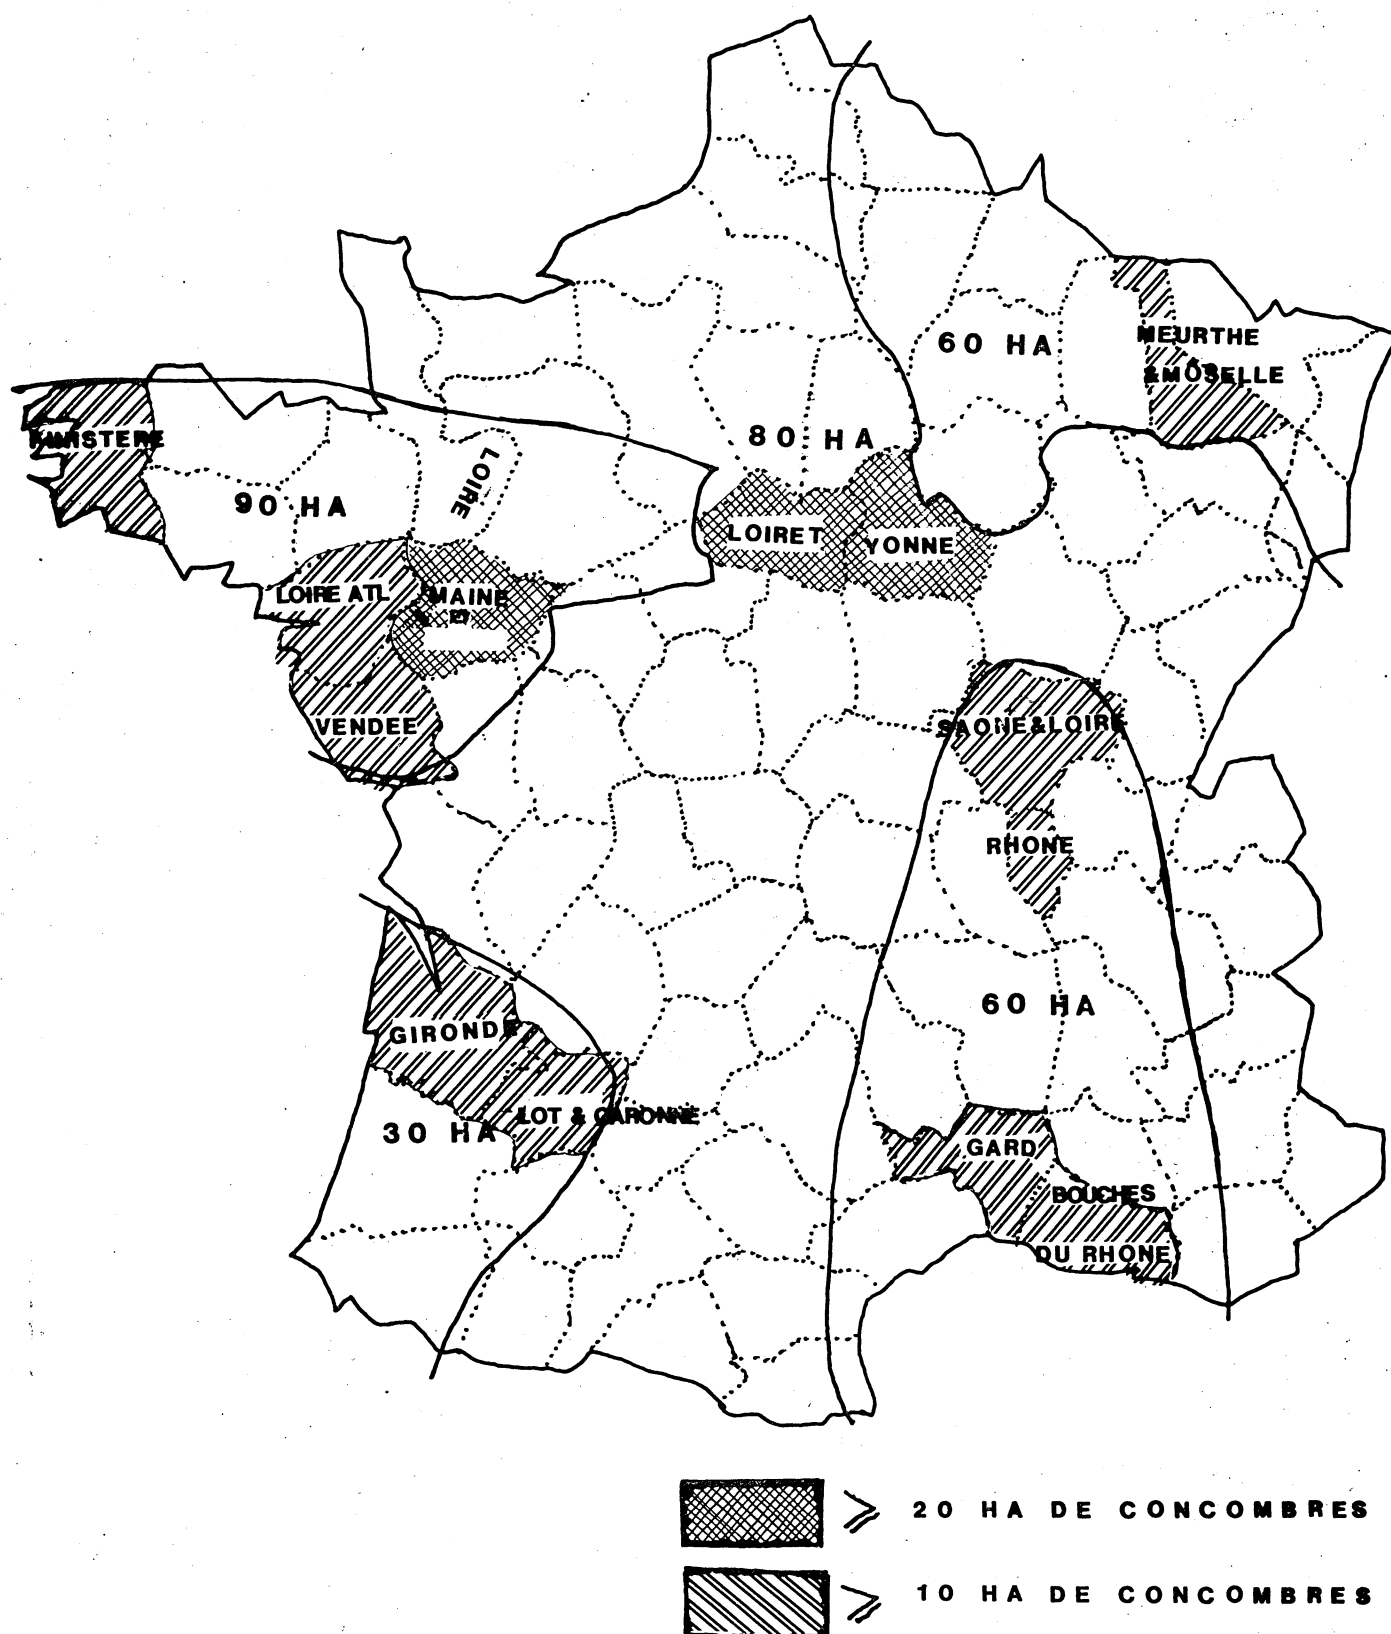 60 HA
MEURTHE
&MOSELLE
80 HA
FINISTERE
LOIRE
90 HA
LOIRET
YONNE
LOIRE ATL
MAINE
ET
VENDEE
SAONE&LOIRE
RHONE
60 HA
GIRONDE
LOT & GARONNE
30 HA
GARD
BOUCHES
DU RHONE
⩾ 20 HA DE CONCOMBRES
⩾ 10 HA DE CONCOMBRES